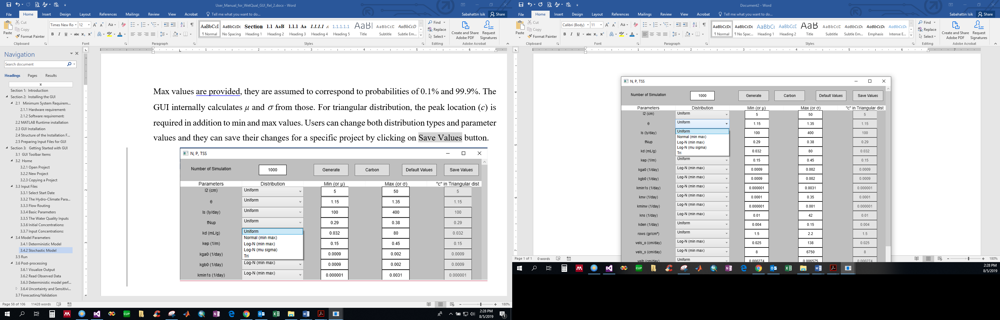 User_Manual_for_WetQual_GUI_Rel_2.docx - Word
File Home Insert Design Layout References Mailings Review View Acrobat Tell me what you want to do... Sabahattin Isik Share
Paste
Cut
Copy
Format Painter
Clipboard
Times New Ro 12
Font
Paragraph
AaBbCcI AaBbCcDc Section 1.1 AaB 1.1.1 Aa 1.1.1.1 A 1.1.1.1.1 AaBl AaBbCcD AaBbCcD
¶ Normal No Spacing Heading 1 Heading 2 Heading 3 Heading 4 Heading 5 Title Subtitle Subtle Em...
Styles
Find
Replace
Select
Editing
Create and Share Adobe PDF
Request Signatures
Adobe Acrobat
Navigation
Search document
Headings Pages Results
Section 1: Introduction
Section 2: Installing the GUI
2.1 Minimum System Requirem...
2.1.1 Hardware requirement:
2.1.2 Software requirement:
2.2 MATLAB Runtime installation
2.3 GUI Installation
2.4 Structure of the Installation F...
2.5 Preparing Input Files for GUI
Section 3: Getting Started with GUI
3.1 GUI Toolbar Items
3.2 Home
3.2.1 Open Project
3.2.2 New Project
3.2.3 Copying a Project
3.3 Input Files
3.3.1 Select Start Date
3.3.2 The Hydro-Climate Para...
3.3.3 Flow Routing
3.3.4 Basic Parameters
3.3.5 The Water Quality Inputs
3.3.6 Initial Concentrations:
3.3.7 Input Concentrations:
3.4 Model Parameters
3.4.1 Deterministic Model
3.4.2 Stochastic Model
3.5 Run
3.6 Post-processing
3.6.1 Visualize Output
3.6.2 Read Observed Data
3.6.3 Deterministic model perf...
3.6.4 Uncertainty and Sensitivi...
3.7 Forecasting/Validation
Max values are provided, they are assumed to correspond to probabilities of 0.1% and 99.9%. The
GUI internally calculates μ and σ from those. For triangular distribution, the peak location (c) is
required in addition to min and max values. Users can change both distribution types and parameter
values and they can save their changes for a specific project by clicking on Save Values button.
N, P, TSS
Number of Simulation 1000 Generate Carbon Default Values Save Values
Parameters Distribution Min (or μ) Max (or σ) "c" in Triangular dist
l2 (cm) Uniform 5 50 5
θ Uniform 1.15 1.35 1.15
Is (ly/day) Uniform 100 400 100
fNup Uniform 0.29 0.38 0.29
kd (mL/g) Uniform 0.032 80 0.032
Normal (min max)
kep (1/m) Log-N (min max) 0.15 0.45 0.15
Log-N (mu sigma)
kga0 (1/day) Tri 0.0009 0.002 0.0009
kgb0 (1/day) Log-N (min max) 0.0009 0.002 0.0009
kmin1s (1/day) Log-N (min max) 0.000001 0.0031 0.000001
Page 58 of 106 11428 words 180%
2:28 PM
8/5/2019
Document2 - Word
File Home Insert Design Layout References Mailings Review View Acrobat Tell me what you want to do... Sabahattin Isik Share
Paste
Cut
Copy
Format Painter
Clipboard
Calibri (Body) 11
Font
Paragraph
AaBbCcDc AaBbCcDc AaBbCc AaBbCcC AaB AaBbCcD AaBbCcDc AaBbCcDc AaBbCcDc
¶ Normal ¶ No Spac... Heading 1 Heading 2 Title Subtitle Subtle Em... Emphasis Intense E...
Styles
Find
Replace
Select
Editing
Create and Share Adobe PDF
Request Signatures
Adobe Acrobat
N, P, TSS
Number of Simulation 1000 Generate Carbon Default Values Save Values
Parameters Distribution Min (or μ) Max (or σ) "c" in Triangular dist
l2 (cm) Uniform 5 50 5
θ Uniform 1.15 1.35 1.15
Is (ly/day) Uniform 100 400 100
Normal (min max)
fNup Log-N (min max) 0.29 0.38 0.29
Log-N (mu sigma)
kd (mL/g) Tri 0.032 80 0.032
kep (1/m) Uniform 0.15 0.45 0.15
kga0 (1/day) Log-N (min max) 0.0009 0.002 0.0009
kgb0 (1/day) Log-N (min max) 0.0009 0.002 0.0009
kmin1s (1/day) Log-N (min max) 0.000001 0.0031 0.000001
knw (1/day) Log-N (min max) 0.0001 0.35 0.0001
kminw (1/day) Log-N (min max) 0.000001 0.001 0.000001
kns (1/day) Log-N (min max) 0.01 42 0.01
kden (1/day) Uniform 0.004 0.15 0.004
rows (gr/cm³) Uniform 1.5 2.2 1.5
vels_o (cm/day) Log-N (min max) 0.025 138 0.025
vels_s (cm/day) Log-N (min max) 8 6750 8
velb (cm/day) Uniform 0.000274 0.006575 0.000274
Page 1 of 1 0 words 180%
2:28 PM
8/5/2019